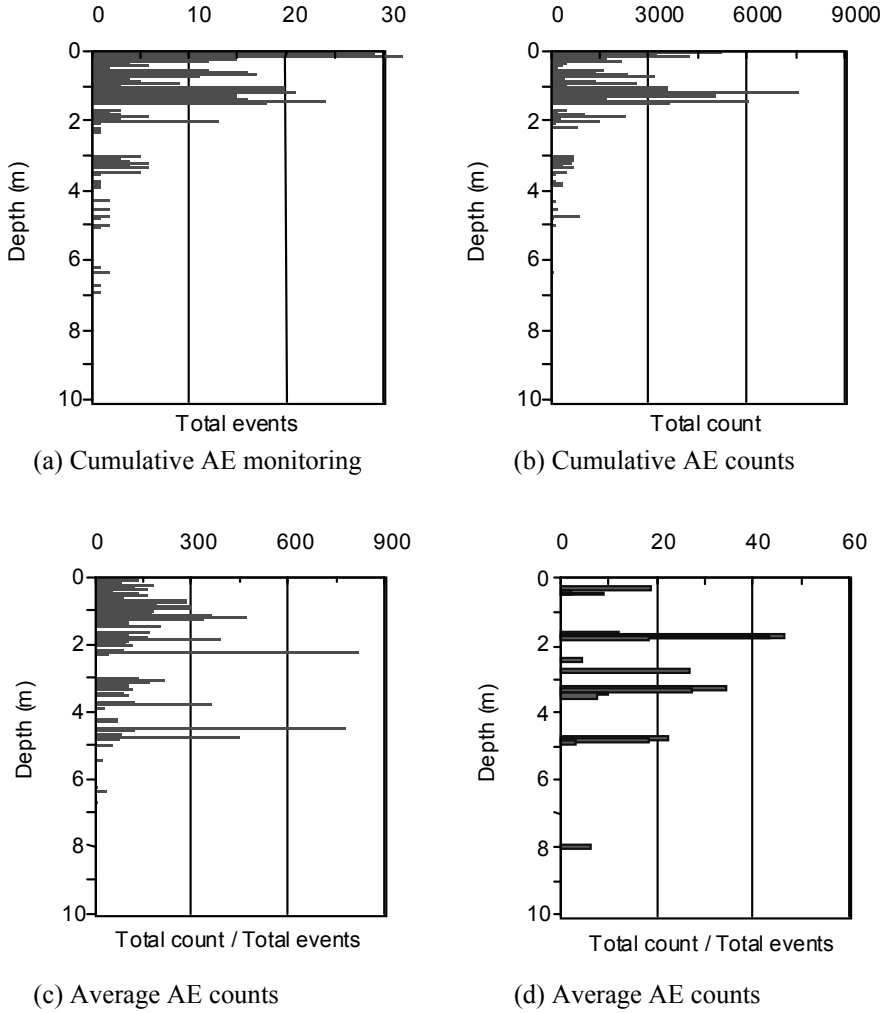 0 10 20 30
0
2
4
6
8
10
Depth (m)
Total events
(a) Cumulative AE monitoring
0 3000 6000 9000
0
2
4
6
8
10
Depth (m)
Total count
(b) Cumulative AE counts
0 300 600 900
0
2
4
6
8
10
Depth (m)
Total count / Total events
(c) Average AE counts
0 20 40 60
0
2
4
6
8
10
Depth (m)
Total count / Total events
(d) Average AE counts